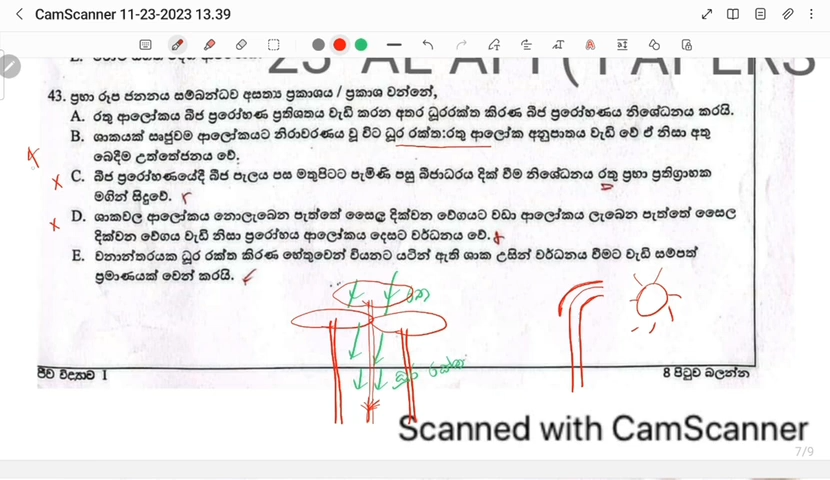 CamScanner 11-23-2023 13.39
23 AL API ( PAPERS
43. ප්‍රභා රූප ජනනය සම්බන්ධව අසත්‍ය ප්‍රකාශය / ප්‍රකාශ වන්නේ,
A. රතු ආලෝකය බීජ ප්‍රරෝහණ ප්‍රතිශතය වැඩි කරන අතර ධූරරක්ත කිරණ බීජ ප්‍රරෝහණය නිශේධනය කරයි.
B. ශාකයක් සෘජුවම ආලෝකයට නිරාවරණය වූ විට ධූර රක්ත:රතු ආලෝක අනුපාතය වැඩි වේ ඒ නිසා අතු
බෙදීම උත්තේජනය වේ.
C. බීජ ප්‍රරෝහණයේදී බීජ පැලය පස මතුපිටට පැමිණි පසු බීජාධරය දික් වීම නිශේධනය රතු ප්‍රභා ප්‍රතිග්‍රාහක
මගින් සිදුවේ.
D. ශාකවල ආලෝකය නොලැබෙන පැත්තේ සෛල දික්වන වේගයට වඩා ආලෝකය ලැබෙන පැත්තේ සෛල
දික්වන වේගය වැඩි නිසා ප්‍රරෝහය ආලෝකය දෙසට වර්ධනය වේ.
E. වනාන්තරයක ධූර රක්ත කිරණ හේතුවෙන් වියනට යටින් ඇති ශාක උසින් වර්ධනය වීමට වැඩි සම්පත්
ප්‍රමාණයක් වෙන් කරයි.
ජීව විද්‍යාව I
8 පිටුව බලන්න
Scanned with CamScanner
7/9